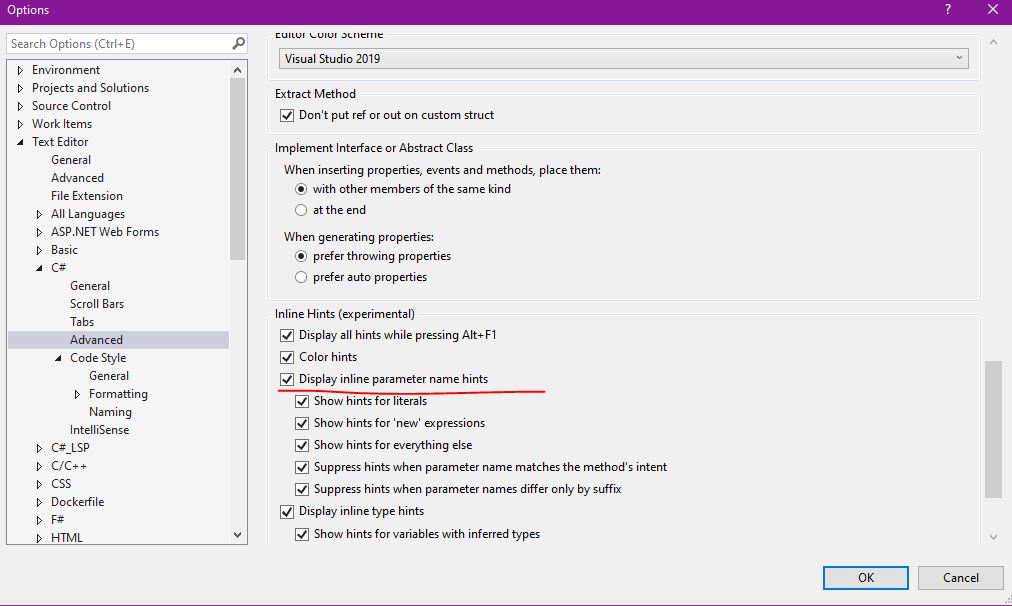 Options
?
Search Options (Ctrl+E)
Environment
Projects and Solutions
Source Control
Work Items
Text Editor
General
Advanced
File Extension
All Languages
ASP.NET Web Forms
Basic
C#
General
Scroll Bars
Tabs
Advanced
Code Style
General
Formatting
Naming
IntelliSense
C#_LSP
C/C++
CSS
Dockerfile
F#
HTML
Editor Color Scheme
Visual Studio 2019
Extract Method
Don't put ref or out on custom struct
Implement Interface or Abstract Class
When inserting properties, events and methods, place them:
with other members of the same kind
at the end
When generating properties:
prefer throwing properties
prefer auto properties
Inline Hints (experimental)
Display all hints while pressing Alt+F1
Color hints
Display inline parameter name hints
Show hints for literals
Show hints for 'new' expressions
Show hints for everything else
Suppress hints when parameter name matches the method's intent
Suppress hints when parameter names differ only by suffix
Display inline type hints
Show hints for variables with inferred types
OK
Cancel